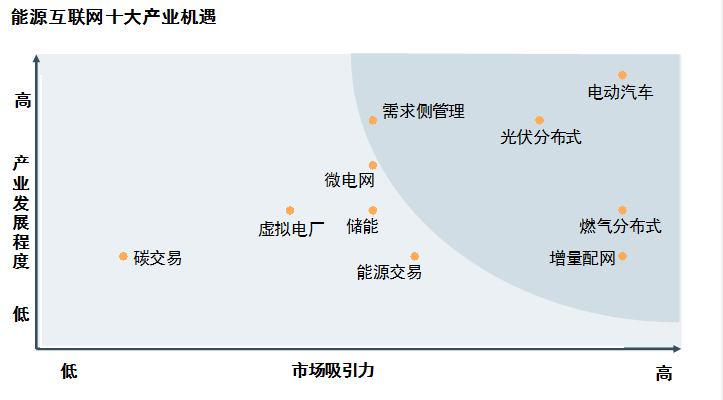 能源互联网十大产业机遇
高
电动汽车
需求侧管理
光伏分布式
产业发展程度
微电网
虚拟电厂
储能
燃气分布式
碳交易
能源交易
增量配网
低
低
市场吸引力
高